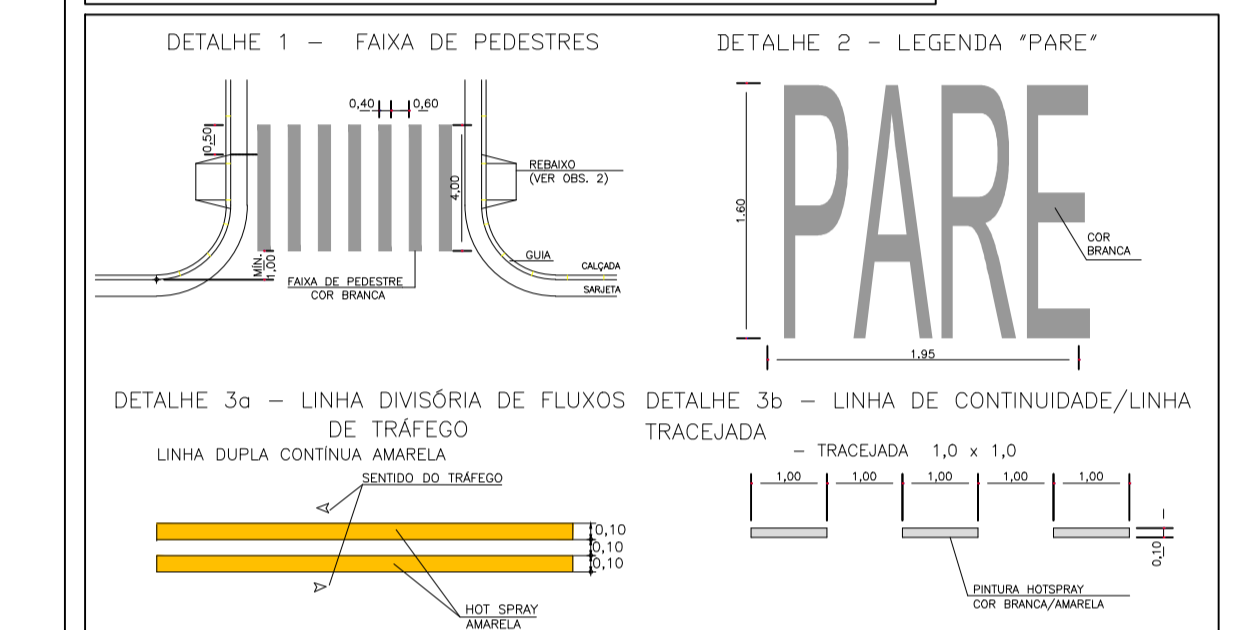 DETALHE 1 – FAIXA DE PEDESTRES
0,40
0,60
0,50
4,00
REBAIXO
(VER OBS. 2)
MÍN.
1,00
GUIA
CALÇADA
SARJETA
FAIXA DE PEDESTRE
COR BRANCA
DETALHE 2 - LEGENDA "PARE"
PARE
1.60
COR
BRANCA
1.95
DETALHE 3a – LINHA DIVISÓRIA DE FLUXOS
DE TRÁFEGO
LINHA DUPLA CONTÍNUA AMARELA
SENTIDO DO TRÁFEGO
0,10
0,10
0,10
HOT SPRAY
AMARELA
DETALHE 3b – LINHA DE CONTINUIDADE/LINHA
TRACEJADA
– TRACEJADA 1,0 x 1,0
1,00 1,00 1,00 1,00 1,00
0,10
PINTURA HOTSPRAY
COR BRANCA/AMARELA